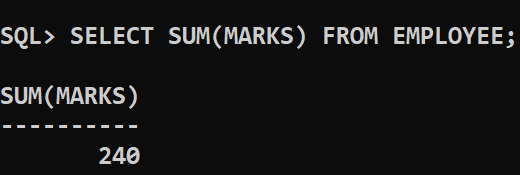 SQL> SELECT SUM(MARKS) FROM EMPLOYEE;
SUM(MARKS)
----------
240